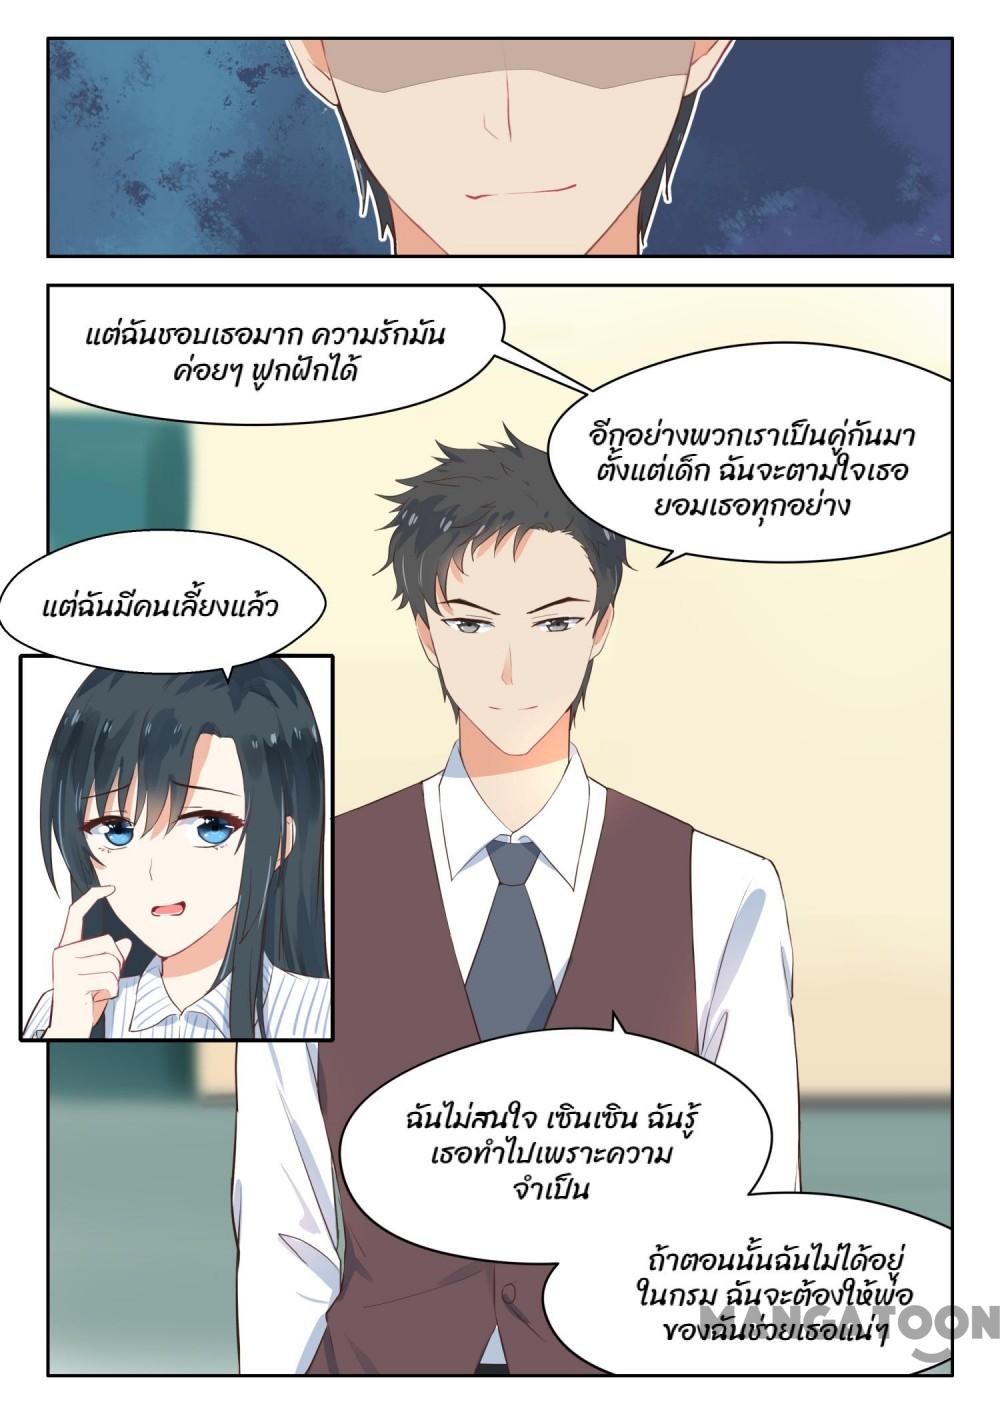 แต่ฉันชอบเธอมาก ความรักมัน
ค่อยๆ ฟูกฝักได้
อีกอย่างพวกเราเป็นคู่กันมา
ตั้งแต่เด็ก ฉันจะตามใจเธอ
ยอมเธอทุกอย่าง
แต่ฉันมีคนเลี้ยงแล้ว
ฉันไม่สนใจ เซินเซิน ฉันรู้
เธอทำไปเพราะความ
จำเป็น
ถ้าตอนนั้นฉันไม่ได้อยู่
ในกรม ฉันจะต้องให้พ่อ
ของฉันช่วยเธอแน่ๆ
MANGATOON